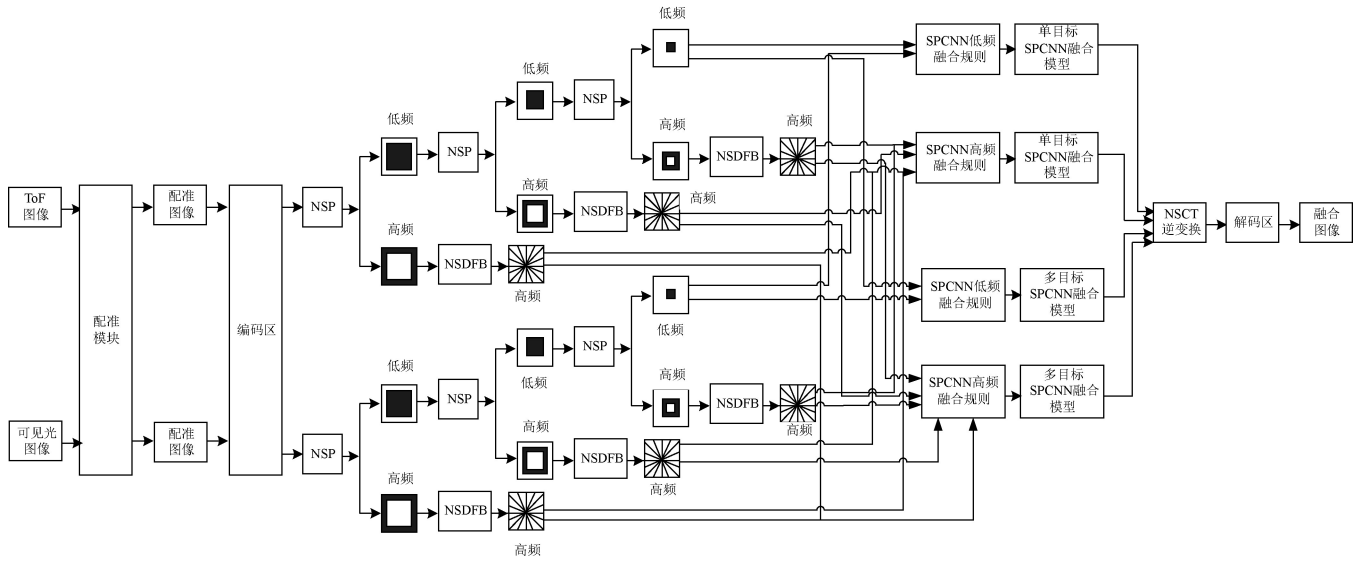 低频
SPCNN低频
融合规则
单目标
SPCNN融合
模型
低频
NSP
高频
高频
低频
NSP
NSDFB
SPCNN高频
融合规则
单目标
SPCNN融合
模型
高频
NSDFB
高频
ToF
图像
配准
图像
NSP
高频
NSDFB
高频
NSCT
逆变换
解码区
融合
图像
配准
模块
编码区
低频
SPCNN低频
融合规则
多目标
SPCNN融合
模型
低频
NSP
低频
高频
NSP
NSDFB
高频
SPCNN高频
融合规则
多目标
SPCNN融合
模型
可见光
图像
配准
图像
NSP
高频
NSDFB
高频
高频
NSDFB
高频